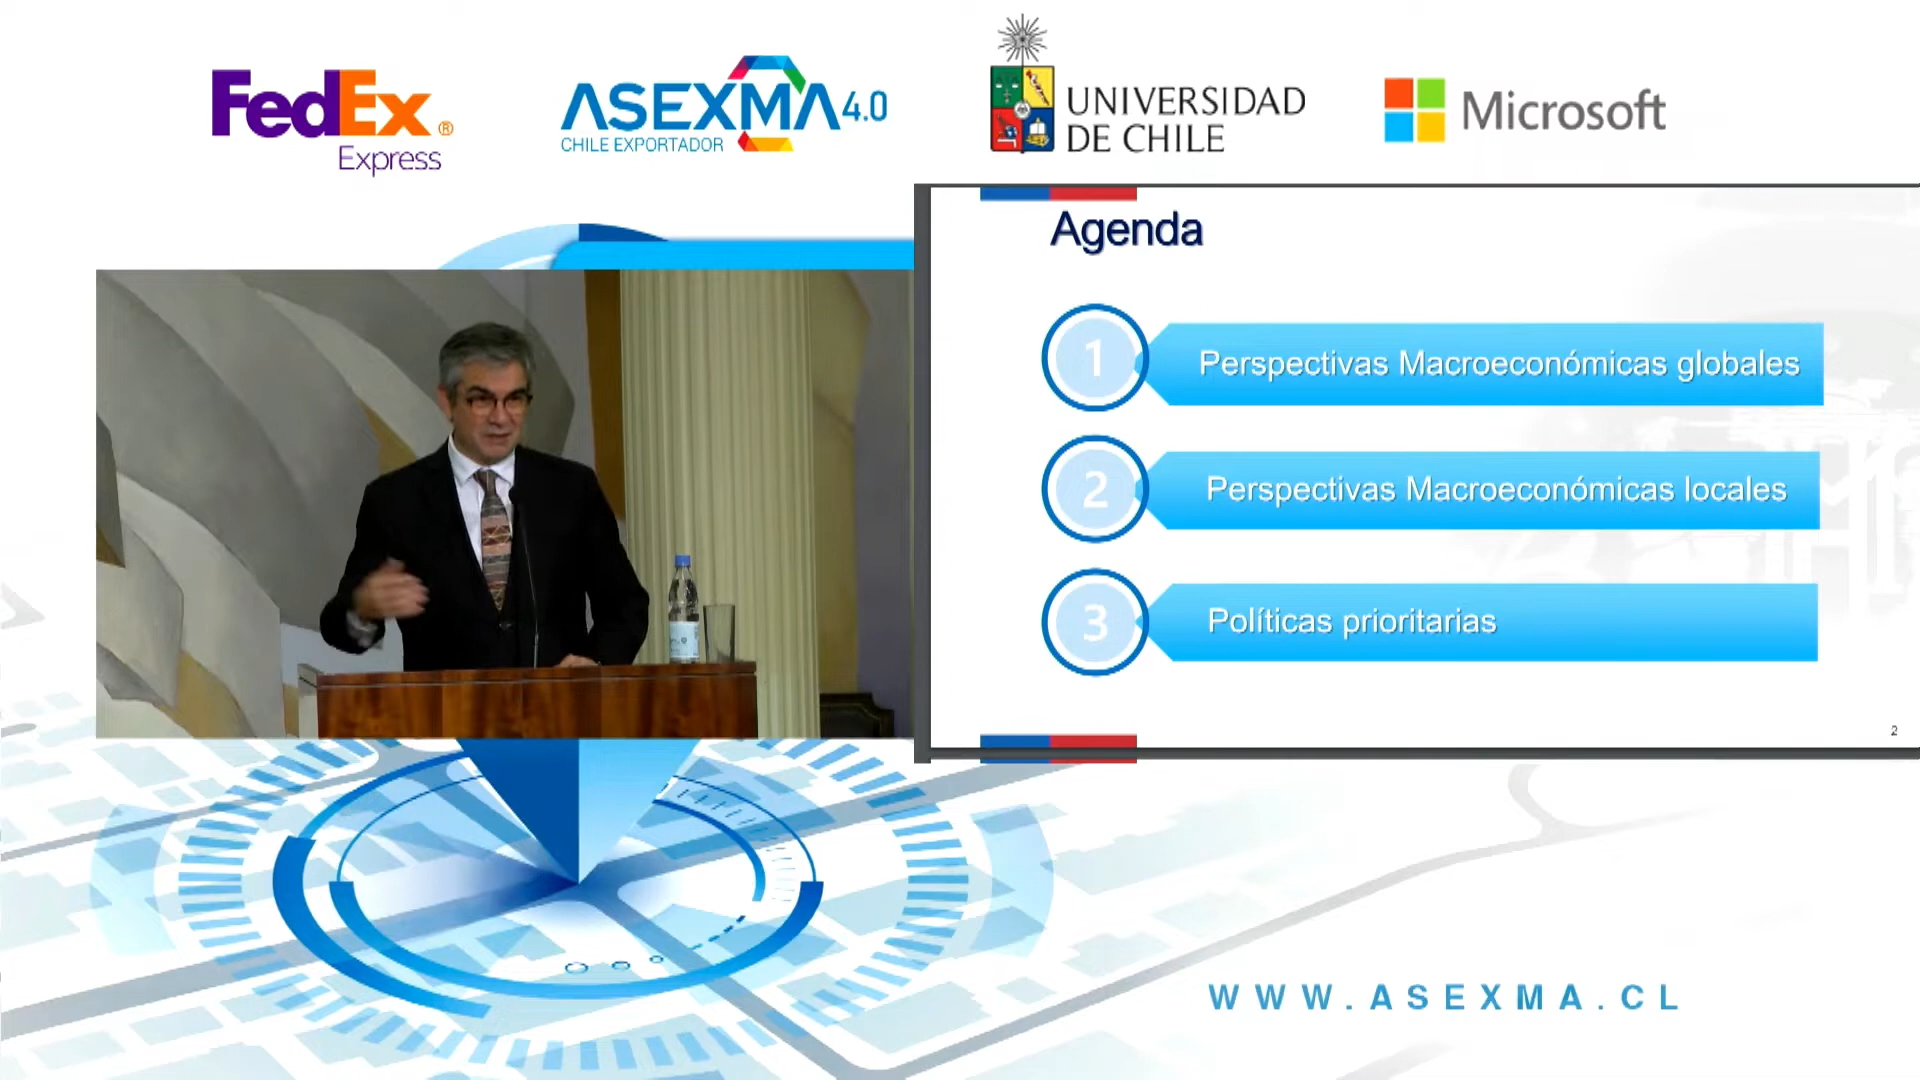 FedEx®
Express
ASEXMA 4.0
CHILE EXPORTADOR
UNIVERSIDAD
DE CHILE
Microsoft
Agenda
1
Perspectivas Macroeconómicas globales
2
Perspectivas Macroeconómicas locales
3
Políticas prioritarias
2
WWW.ASEXMA.CL